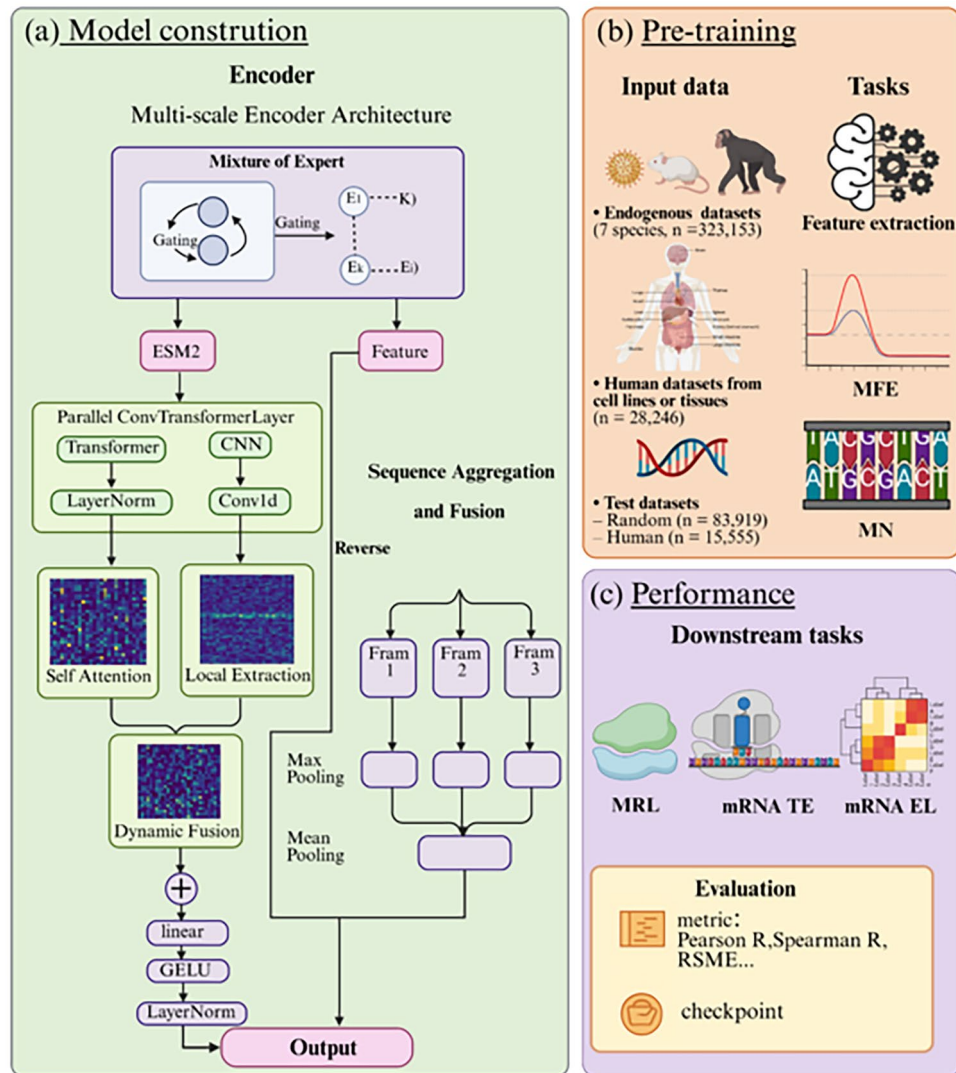 (a) Model constrution
Encoder
Multi-scale Encoder Architecture
Mixture of Expert
Gating
Gating
E1
K)
Ek
Ei)
ESM2
Feature
Parallel ConvTransformerLayer
Transformer
CNN
LayerNorm
Conv1d
Self Attention
Local Extraction
Dynamic Fusion
+
linear
GELU
LayerNorm
Reverse
Sequence Aggregation
and Fusion
Fram
1
Fram
2
Fram
3
Max
Pooling
Mean
Pooling
Output
(b) Pre-training
Input data
• Endogenous datasets
(7 species, n =323,153)
• Human datasets from
cell lines or tissues
(n = 28,246)
• Test datasets
– Random (n = 83,919)
– Human (n = 15,555)
Tasks
Feature extraction
MFE
TACGCTGA
ATGCGACT
MN
(c) Performance
Downstream tasks
MRL
mRNA TE
mRNA EL
Evaluation
metric:
Pearson R,Spearman R,
RSME...
checkpoint